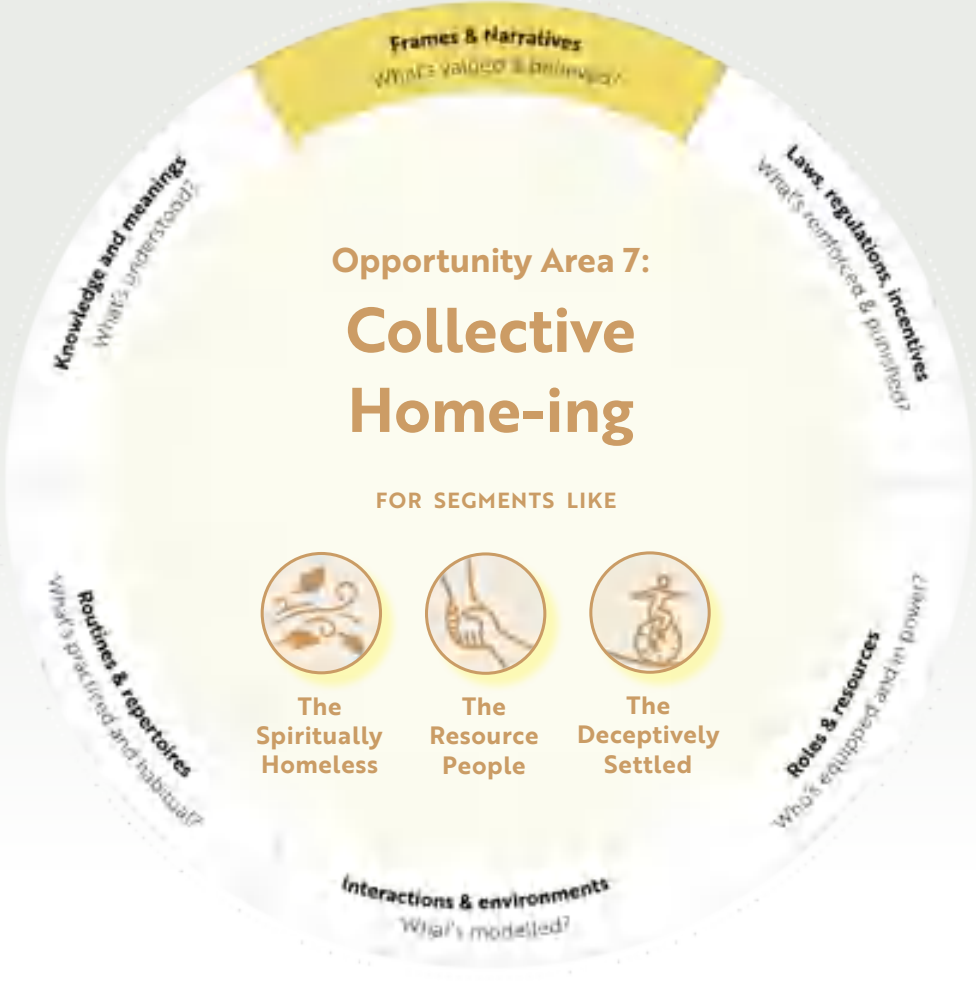 Frames & Narratives
What's valued & believed?
Laws, regulations, incentives
What's reinforced & punished?
Knowledge and meanings
What's understood?
Opportunity Area 7:
Collective
Home-ing
FOR SEGMENTS LIKE
The
Spiritually
Homeless
The
Resource
People
The
Deceptively
Settled
Roles & resources
Who's equipped and in power?
Interactions & environments
What's modelled?
Routines & repertoires
What's practiced and habitual?